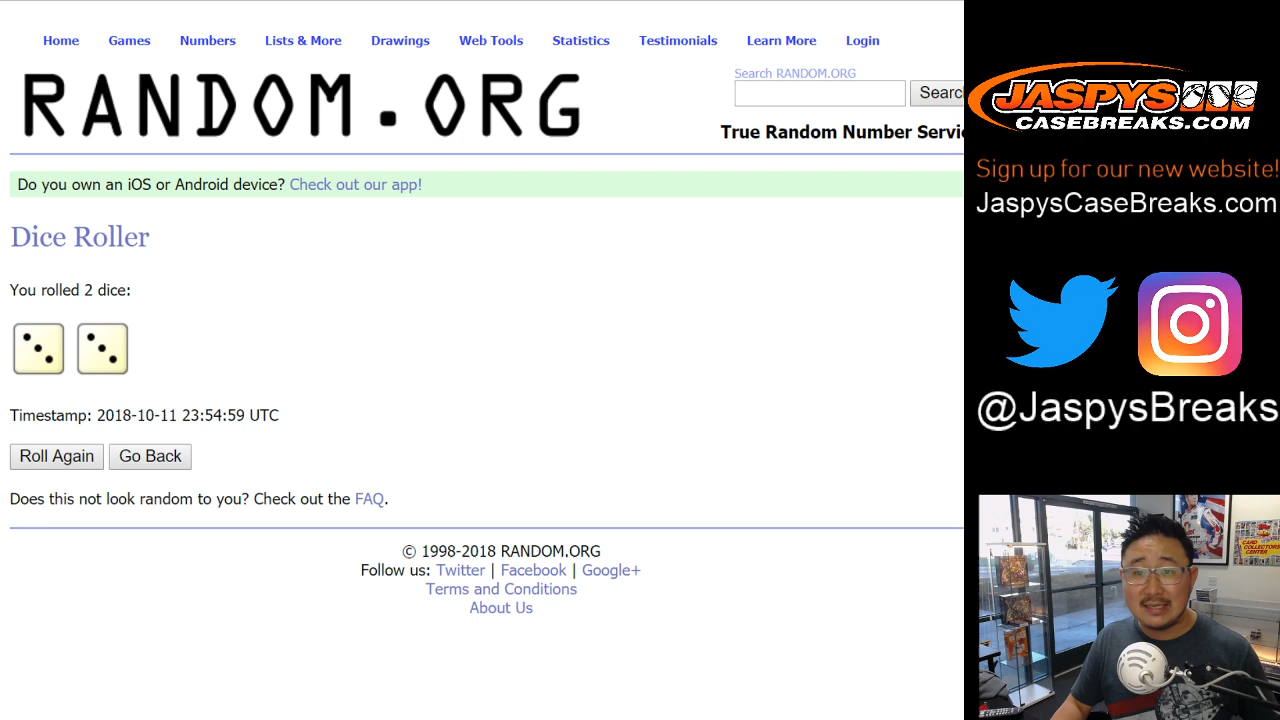 Home Games Numbers Lists & More Drawings Web Tools Statistics Testimonials Learn More Login
RANDOM.ORG
Search RANDOM.ORG
Search
True Random Number
Do you own an iOS or Android device? Check out our app!
Dice Roller
You rolled 2 dice:
Timestamp: 2018-10-11 23:54:59 UTC
Roll Again Go Back
Does this not look random to you? Check out the FAQ.
© 1998-2018 RANDOM.ORG
Follow us: Twitter | Facebook | Google+
Terms and Conditions
About Us
JASPYS
CASEBREAKS.COM
Sign up for our new website!
JaspysCaseBreaks.com
@JaspysBreaks
CARD
COLLECTORS
CENTER